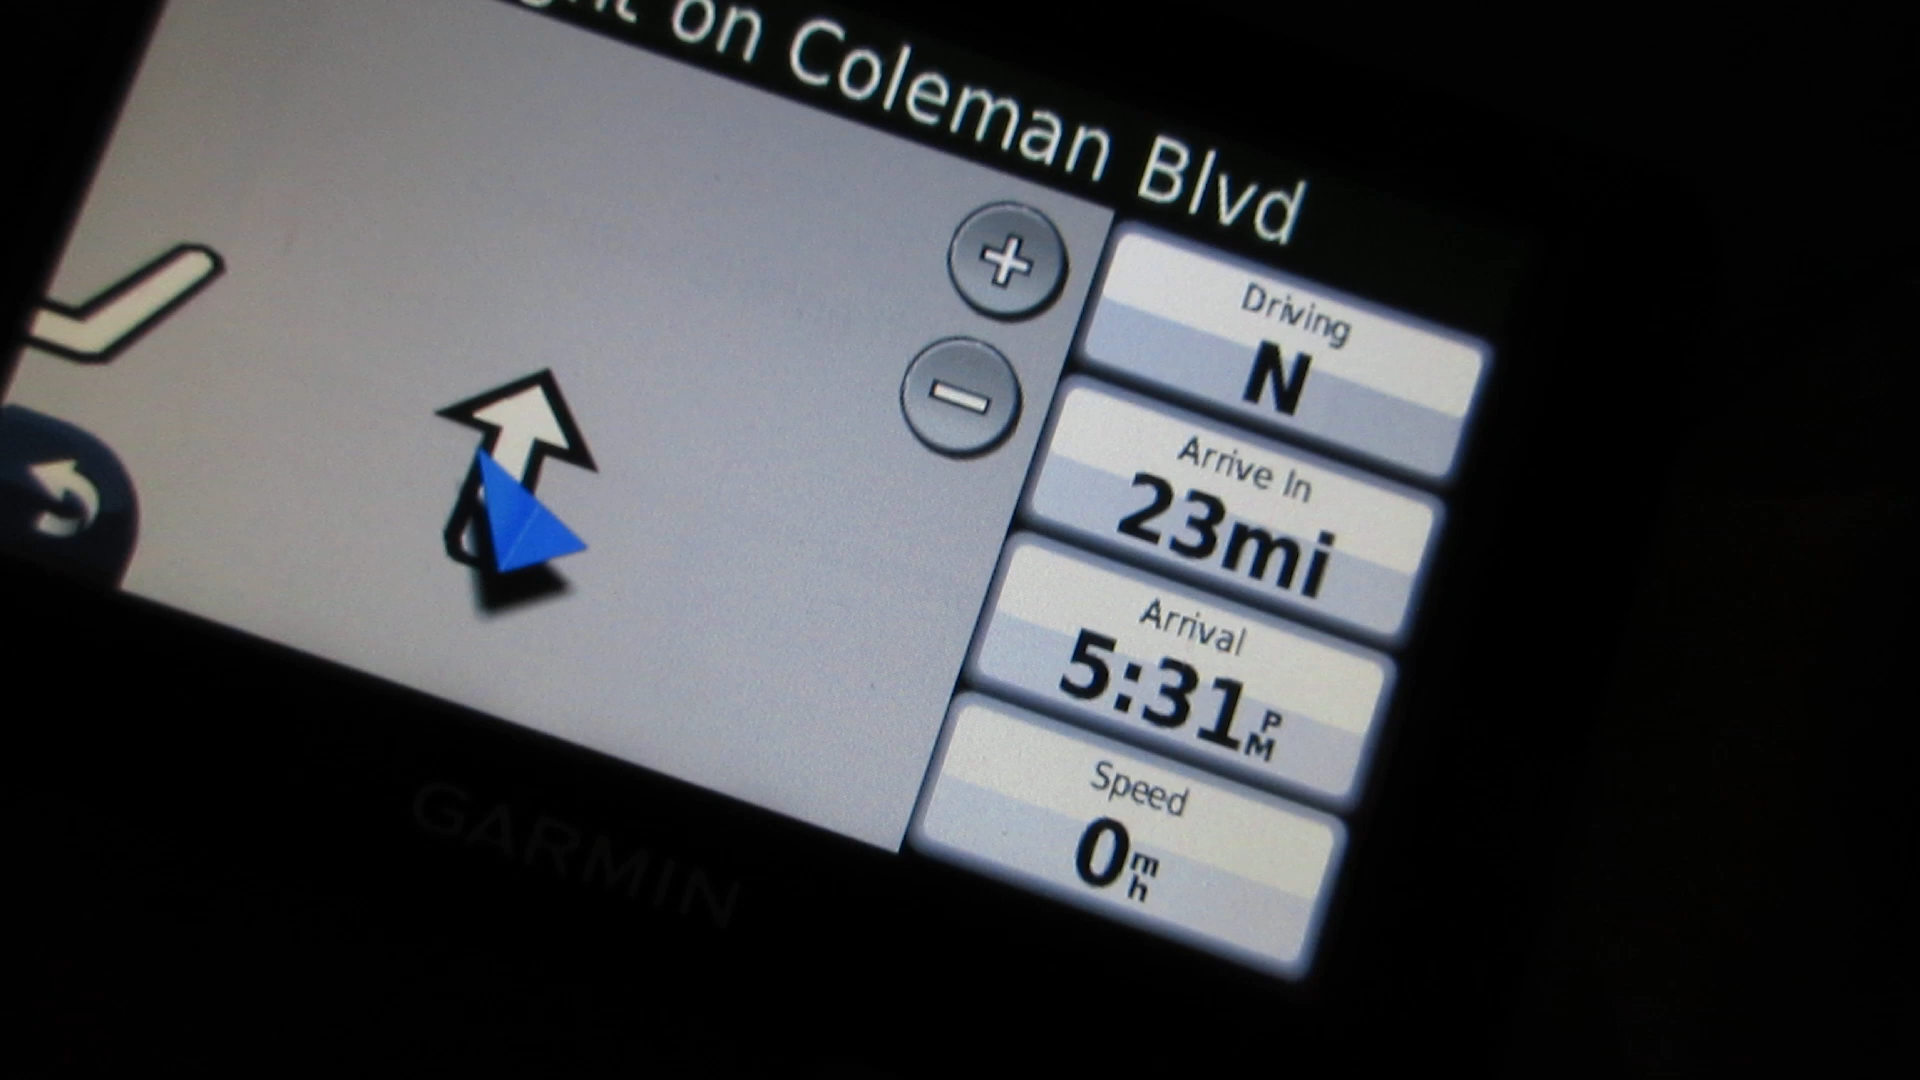 on Coleman Blvd
Driving
N
Arrive In
23mi
Arrival
5:31PM
Speed
0mh
GARMIN